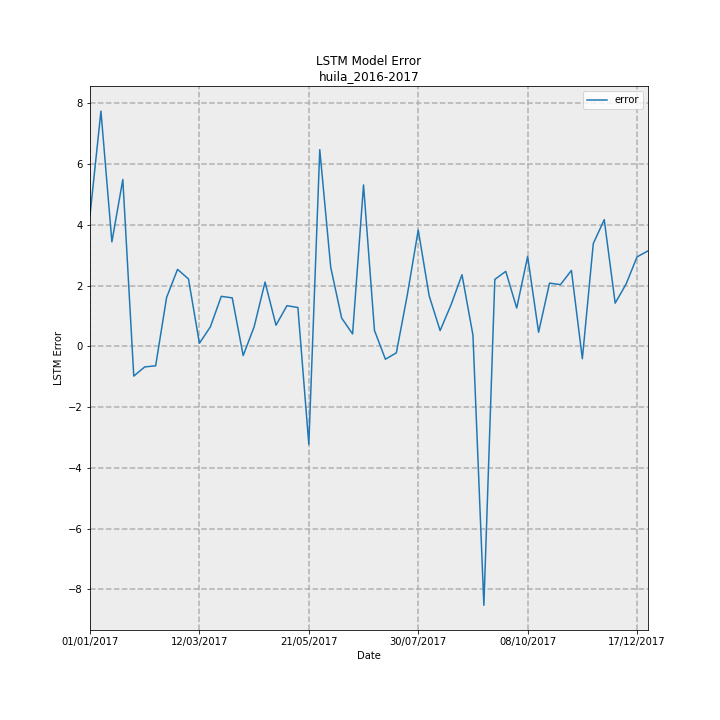 LSTM Model Error
huila_2016-2017
error
8
6
4
2
0
−2
−4
−6
−8
LSTM Error
01/01/2017 12/03/2017 21/05/2017 30/07/2017 08/10/2017 17/12/2017
Date